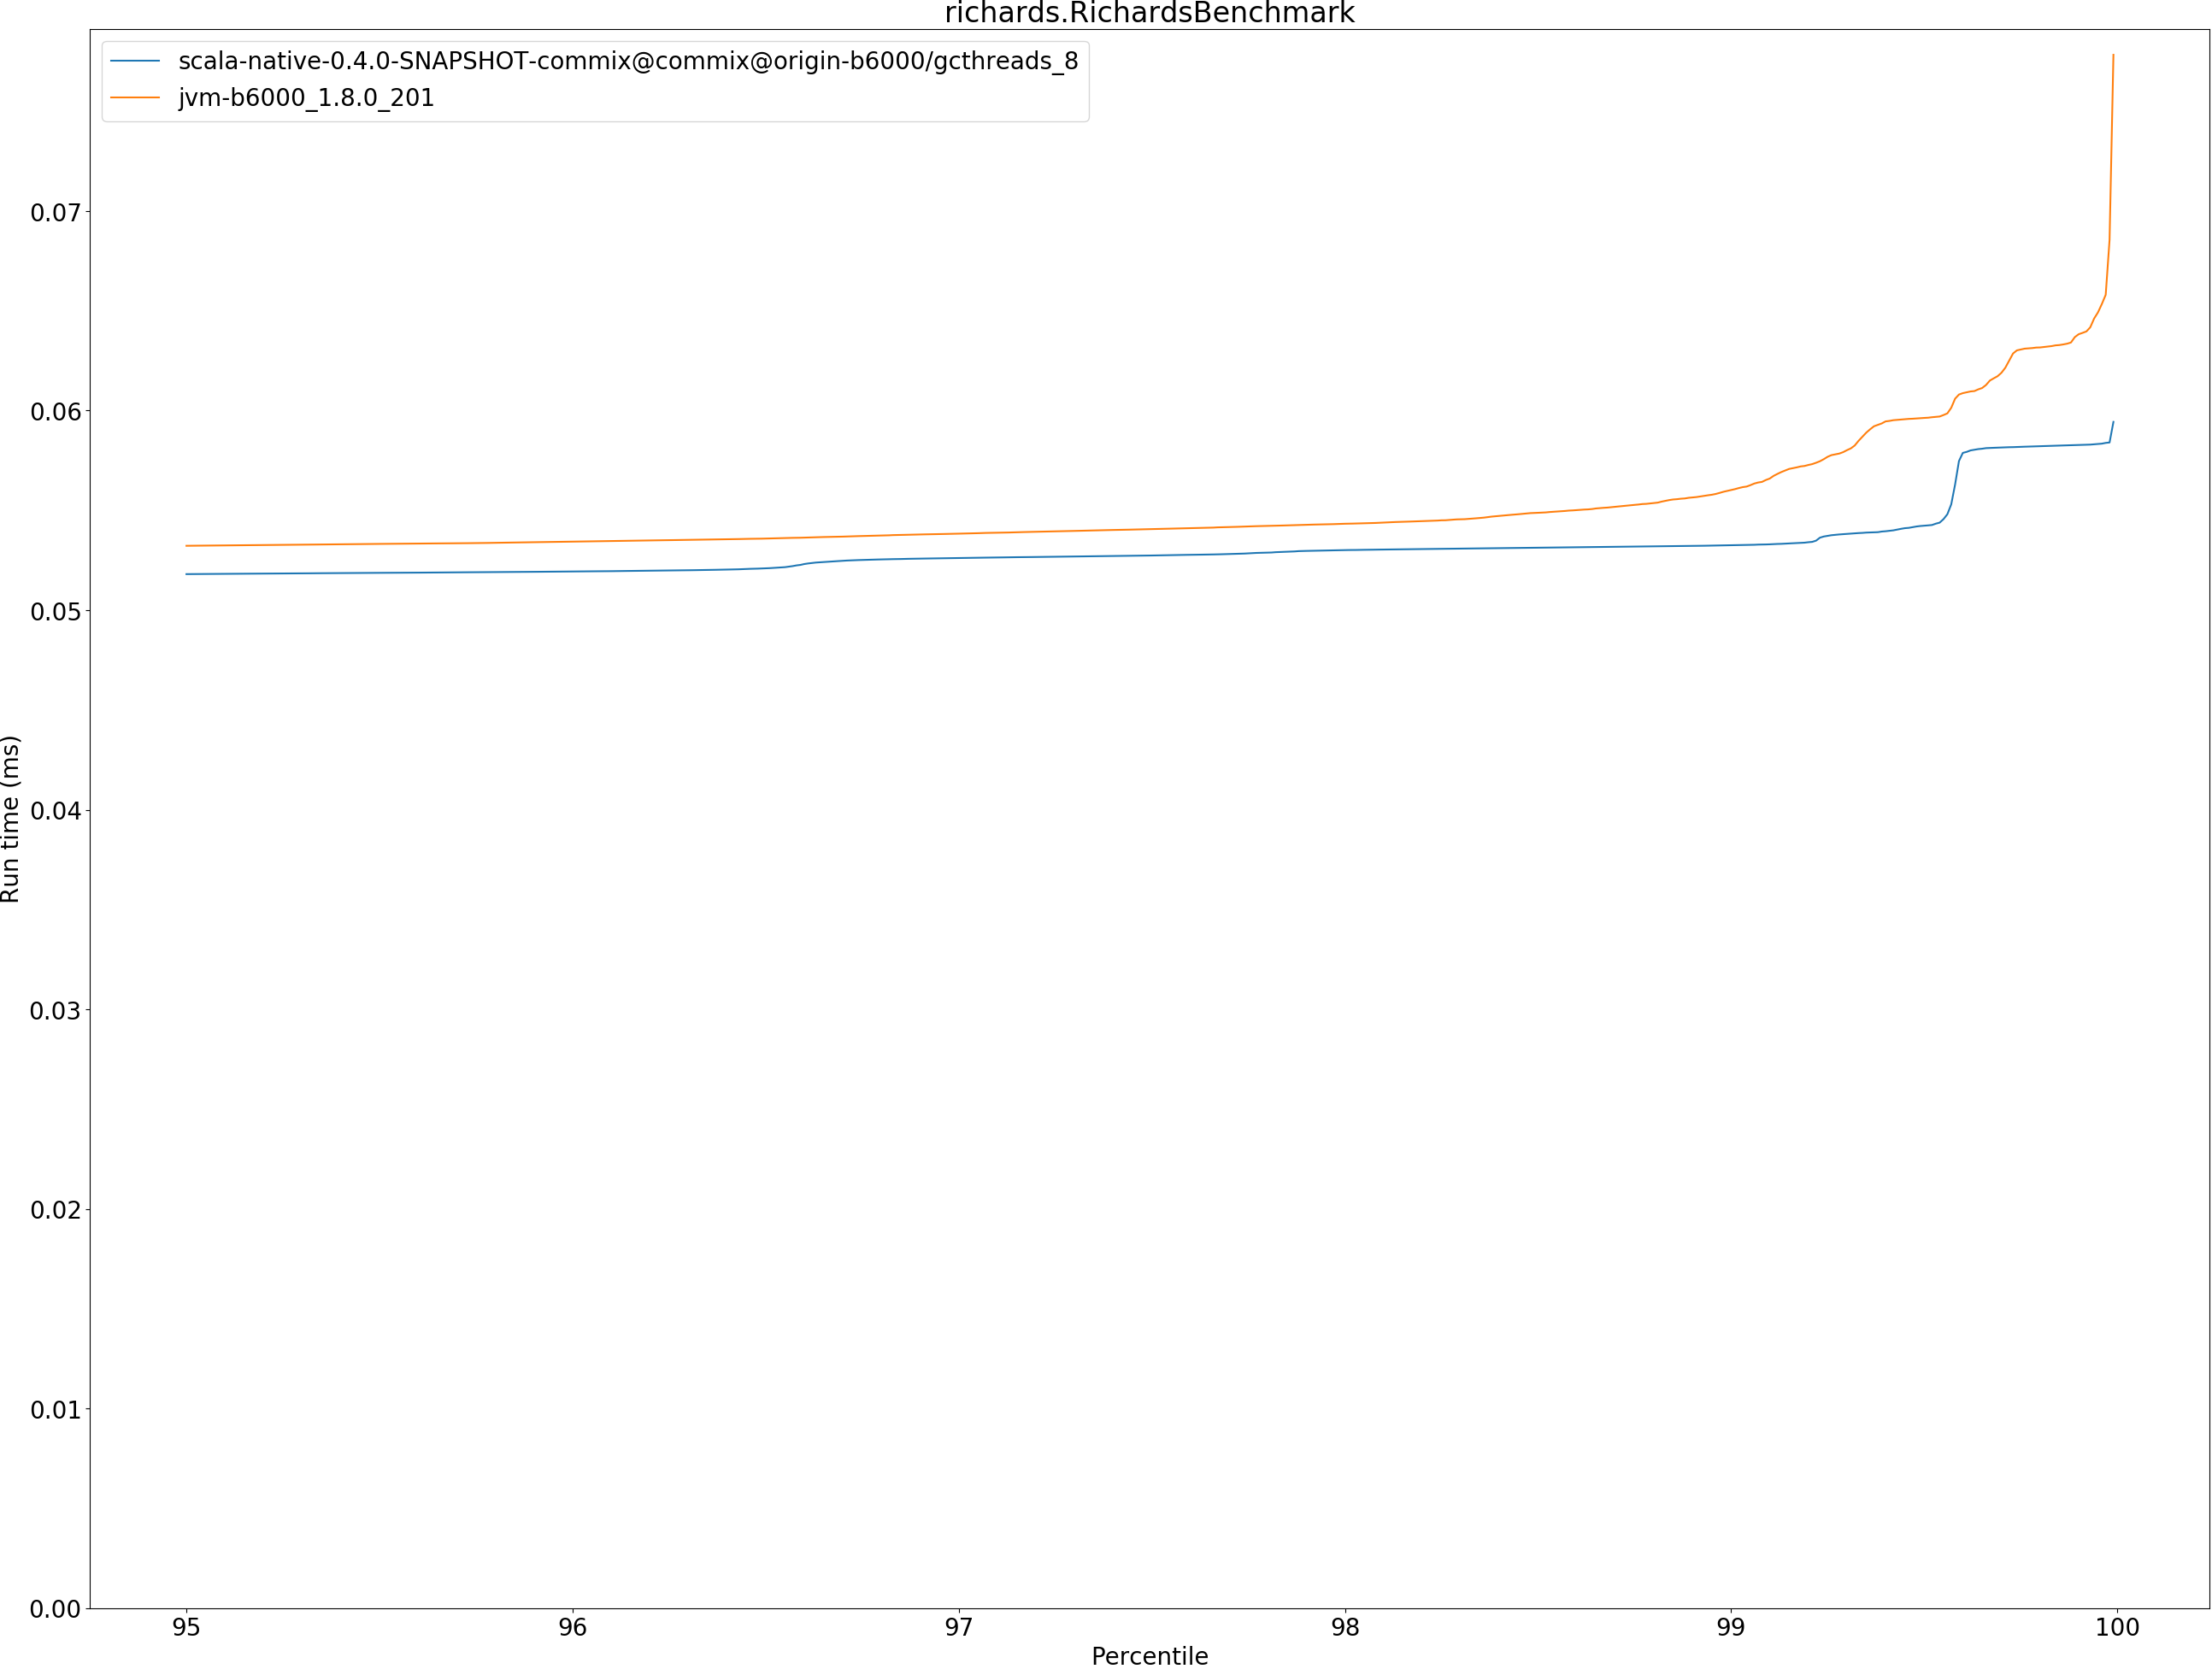 richards.RichardsBenchmark
scala-native-0.4.0-SNAPSHOT-commix@commix@origin-b6000/gcthreads_8
jvm-b6000_1.8.0_201
Run time (ms)
0.07
0.06
0.05
0.04
0.03
0.02
0.01
0.00
95 96 97 98 99 100
Percentile